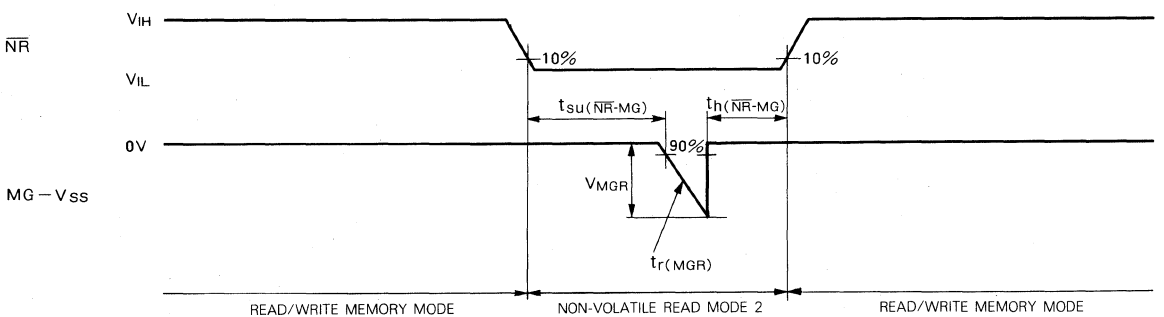 VIH
NR
10%
10%
VIL
tsu(NR-MG)
th(NR-MG)
0V
90%
VMGR
MG－VSS
tr(MGR)
READ/WRITE MEMORY MODE
NON-VOLATILE READ MODE 2
READ/WRITE MEMORY MODE